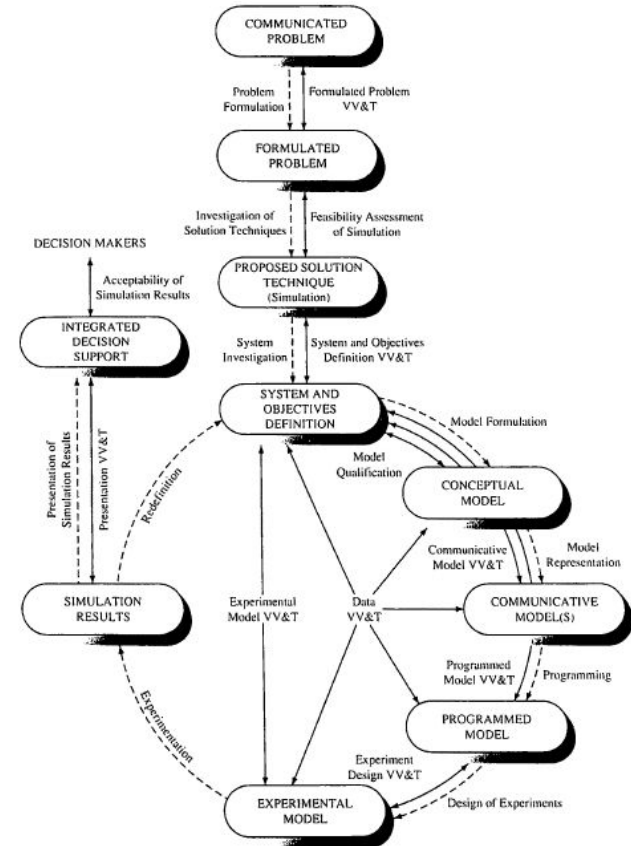 COMMUNICATED
PROBLEM
Problem
Formulation
Formulated Problem
VV&T
FORMULATED
PROBLEM
Investigation of
Solution Techniques
Feasibility Assessment
of Simulation
DECISION MAKERS
Acceptability of
Simulation Results
PROPOSED SOLUTION
TECHNIQUE
(Simulation)
INTEGRATED
DECISION
SUPPORT
System
Investigation
System and Objectives
Definition VV&T
SYSTEM AND
OBJECTIVES
DEFINITION
Model Formulation
Model
Qualification
Presentation of
Simulation Results
Presentation VV&T
Redefinition
CONCEPTUAL
MODEL
Communicative
Model VV&T
Model
Representation
SIMULATION
RESULTS
Experimental
Model VV&T
Data
VV&T
COMMUNICATIVE
MODEL(S)
Programmed
Model VV&T
Programming
Experimentation
PROGRAMMED
MODEL
Experiment
Design VV&T
EXPERIMENTAL
MODEL
Design of Experiments